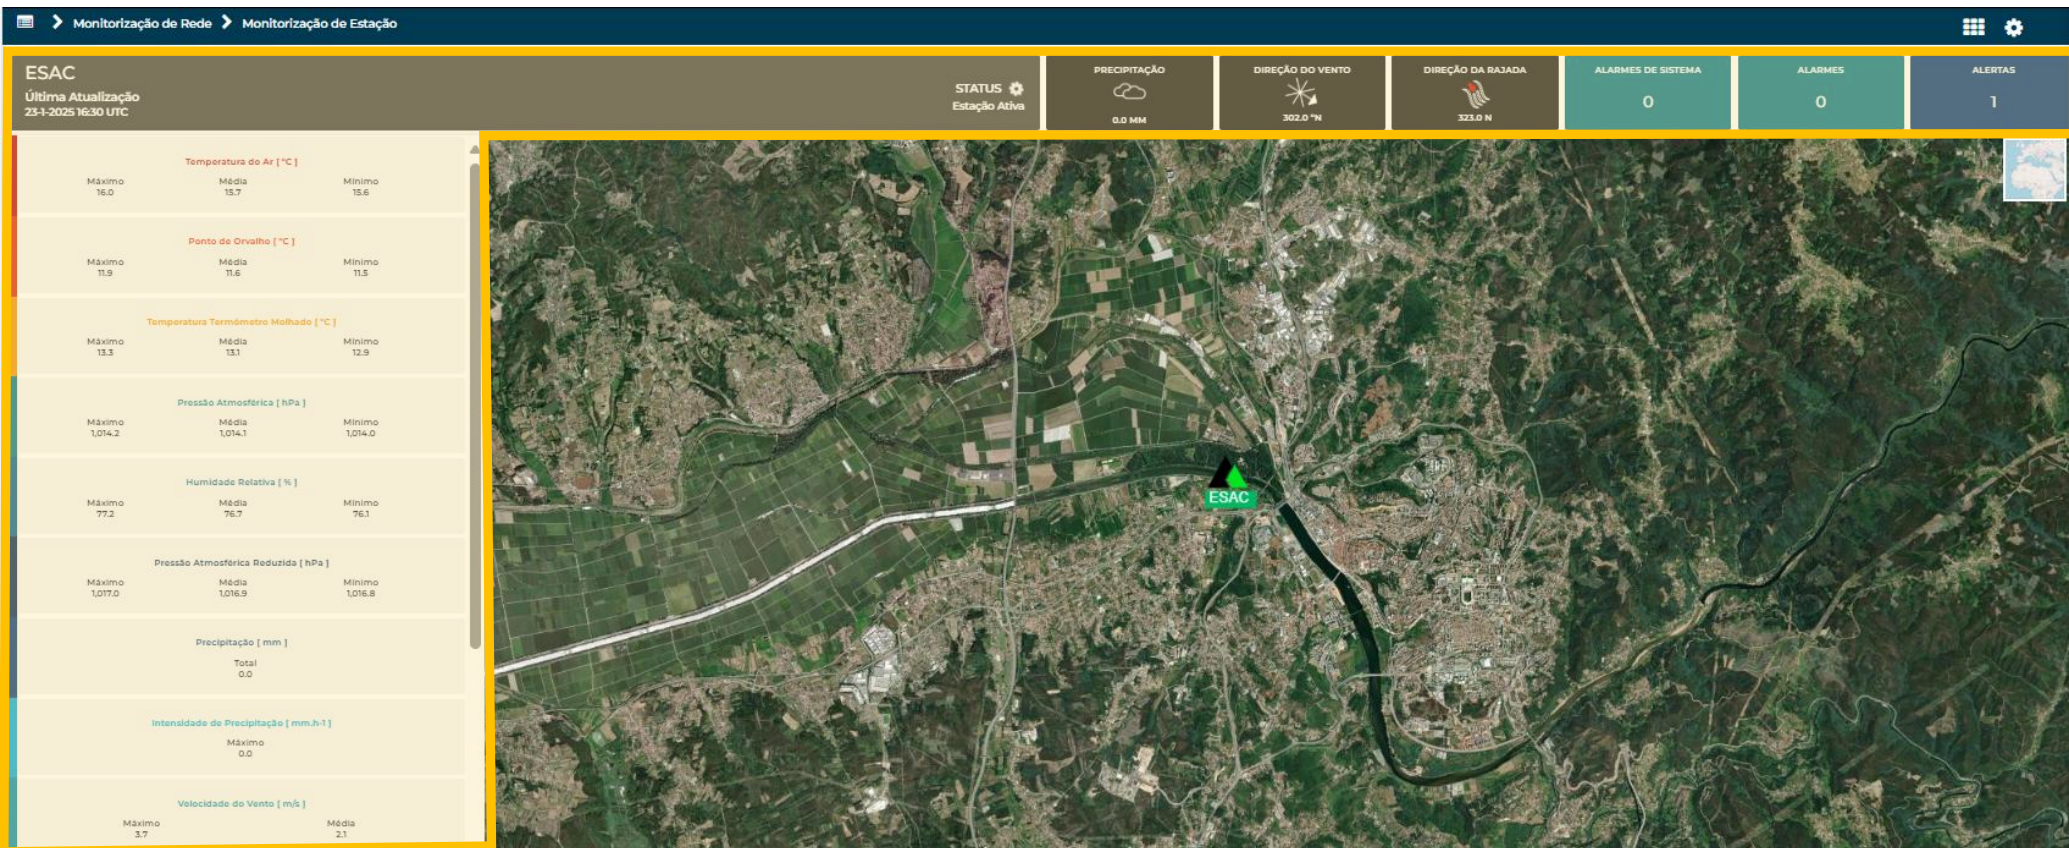 Monitorização de Rede Monitorização de Estação
ESAC
Última Atualização
23-1-2025 16:30 UTC
STATUS
Estação Ativa
PRECIPITAÇÃO
0.0 MM
DIREÇÃO DO VENTO
302.0 °N
DIREÇÃO DA RAJADA
323.0 N
ALARMES DE SISTEMA
0
ALARMES
0
ALERTAS
1
Temperatura do Ar [ °C ]
Máximo Média Mínimo
16.0 15.7 15.6
Ponto de Orvalho [ °C ]
Máximo Média Mínimo
11.9 11.6 11.5
Temperatura Termómetro Molhado [ °C ]
Máximo Média Mínimo
13.3 13.1 12.9
Pressão Atmosférica [ hPa ]
Máximo Média Mínimo
1,014.2 1,014.1 1,014.0
Humidade Relativa [ % ]
Máximo Média Mínimo
77.2 76.7 76.1
Pressão Atmosférica Reduzida [ hPa ]
Máximo Média Mínimo
1,017.0 1,016.9 1,016.8
Precipitação [ mm ]
Total
0.0
Intensidade de Precipitação [ mm.h-1 ]
Máximo
0.0
Velocidade do Vento [ m/s ]
Máximo Média
3.7 2.1
ESAC